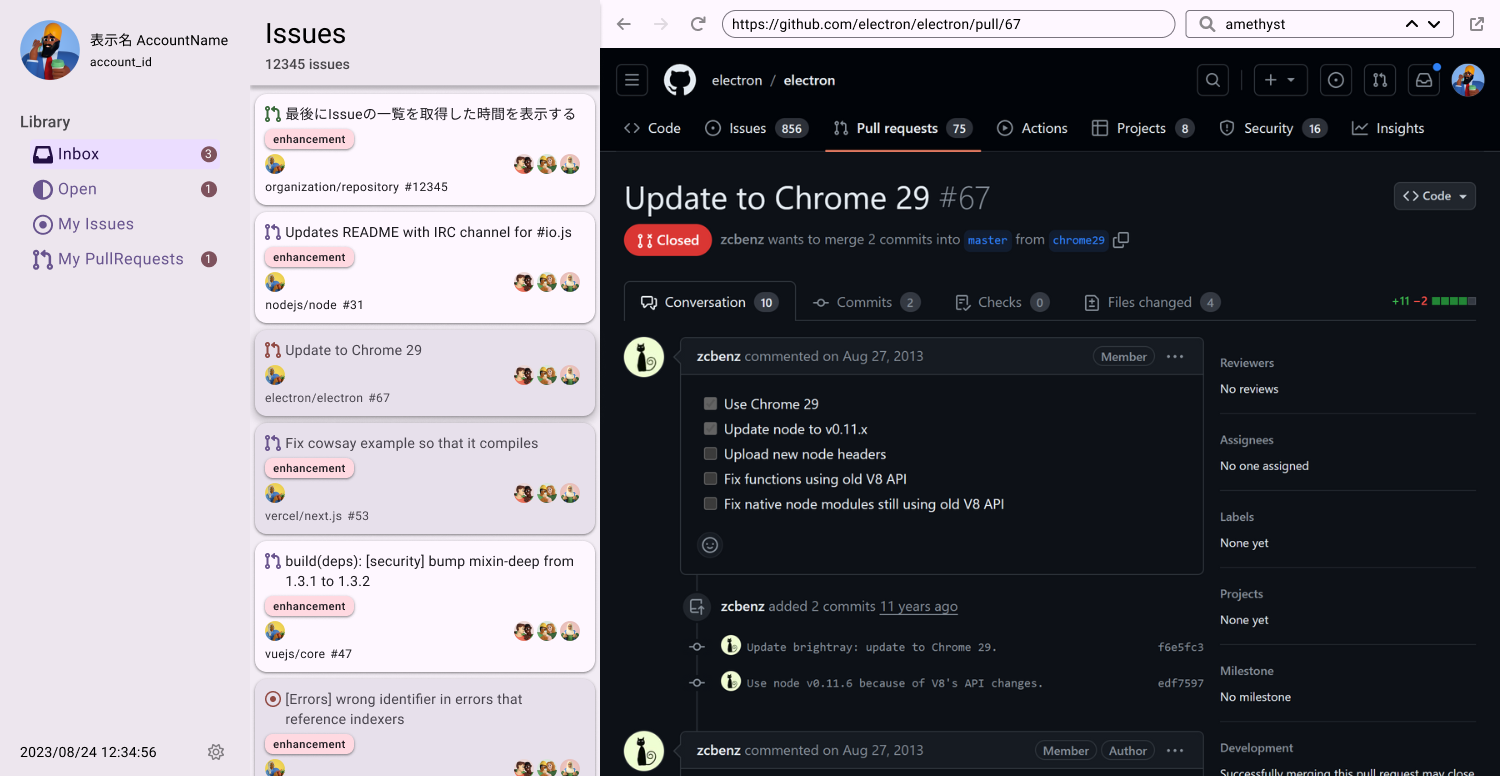 表示名 AccountName
account_id
Library
Inbox 3
Open 1
My Issues
My PullRequests 1
2023/08/24 12:34:56
Issues
12345 issues
最後にIssueの一覧を取得した時間を表示する
enhancement
organization/repository #12345
Updates README with IRC channel for #io.js
enhancement
nodejs/node #31
Update to Chrome 29
electron/electron #67
Fix cowsay example so that it compiles
enhancement
vercel/next.js #53
build(deps): [security] bump mixin-deep from
1.3.1 to 1.3.2
enhancement
vuejs/core #47
[Errors] wrong identifier in errors that
reference indexers
enhancement
https://github.com/electron/electron/pull/67
amethyst
electron / electron
Code Issues 856 Pull requests 75 Actions Projects 8 Security 16 Insights
Update to Chrome 29 #67
Code
Closed zcbenz wants to merge 2 commits into master from chrome29
Conversation 10 Commits 2 Checks 0 Files changed 4
+11 −2
zcbenz commented on Aug 27, 2013 Member
Use Chrome 29
Update node to v0.11.x
Upload new node headers
Fix functions using old V8 API
Fix native node modules still using old V8 API
zcbenz added 2 commits 11 years ago
Update brightray: update to Chrome 29. f6e5fc3
Use node v0.11.6 because of V8's API changes. edf7597
zcbenz commented on Aug 27, 2013 Member Author
Reviewers
No reviews
Assignees
No one assigned
Labels
None yet
Projects
None yet
Milestone
No milestone
Development
Successfully merging this pull request may close